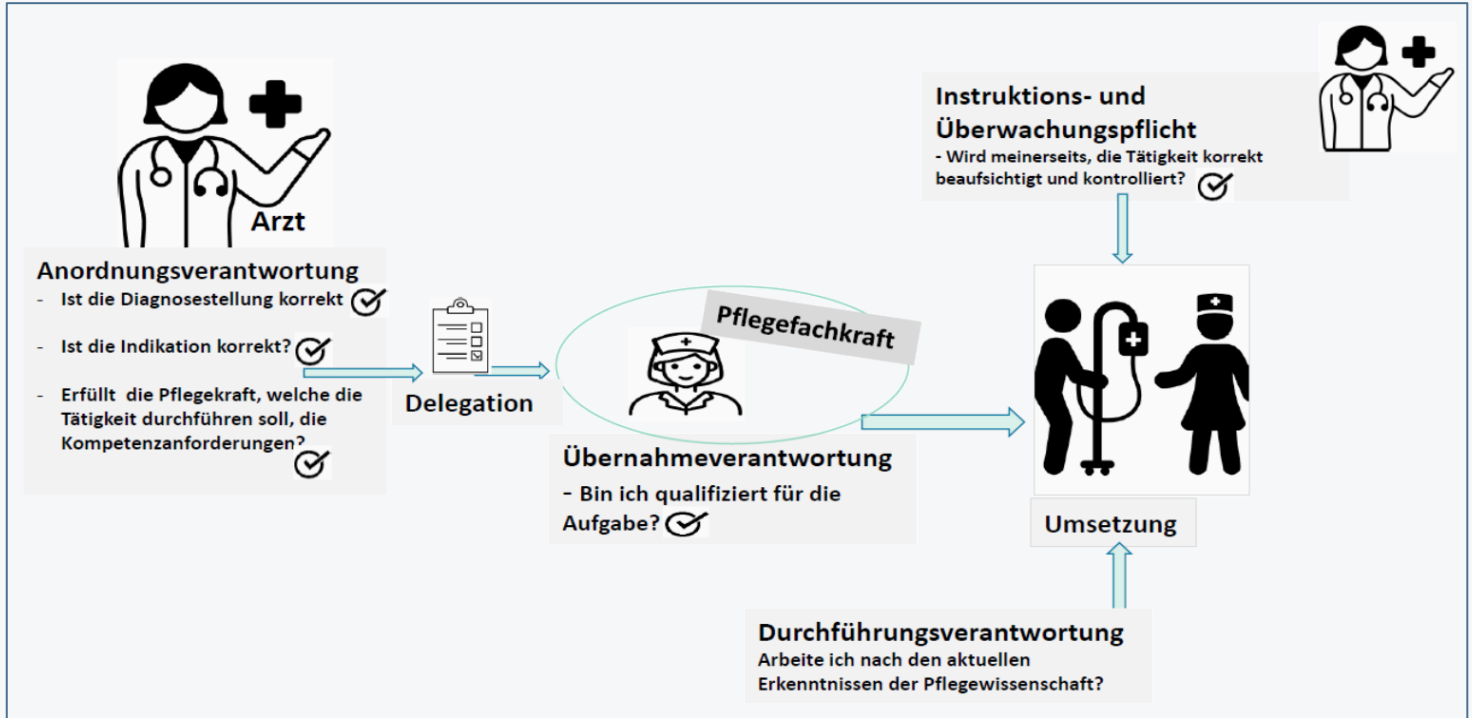 Arzt
Anordnungsverantwortung
- Ist die Diagnosestellung korrekt
- Ist die Indikation korrekt?
- Erfüllt die Pflegekraft, welche die
Tätigkeit durchführen soll, die
Kompetenzanforderungen?
Delegation
Pflegefachkraft
Übernahmeverantwortung
- Bin ich qualifiziert für die
Aufgabe?
Instruktions- und
Überwachungspflicht
- Wird meinerseits, die Tätigkeit korrekt
beaufsichtigt und kontrolliert?
Umsetzung
Durchführungsverantwortung
Arbeite ich nach den aktuellen
Erkenntnissen der Pflegewissenschaft?